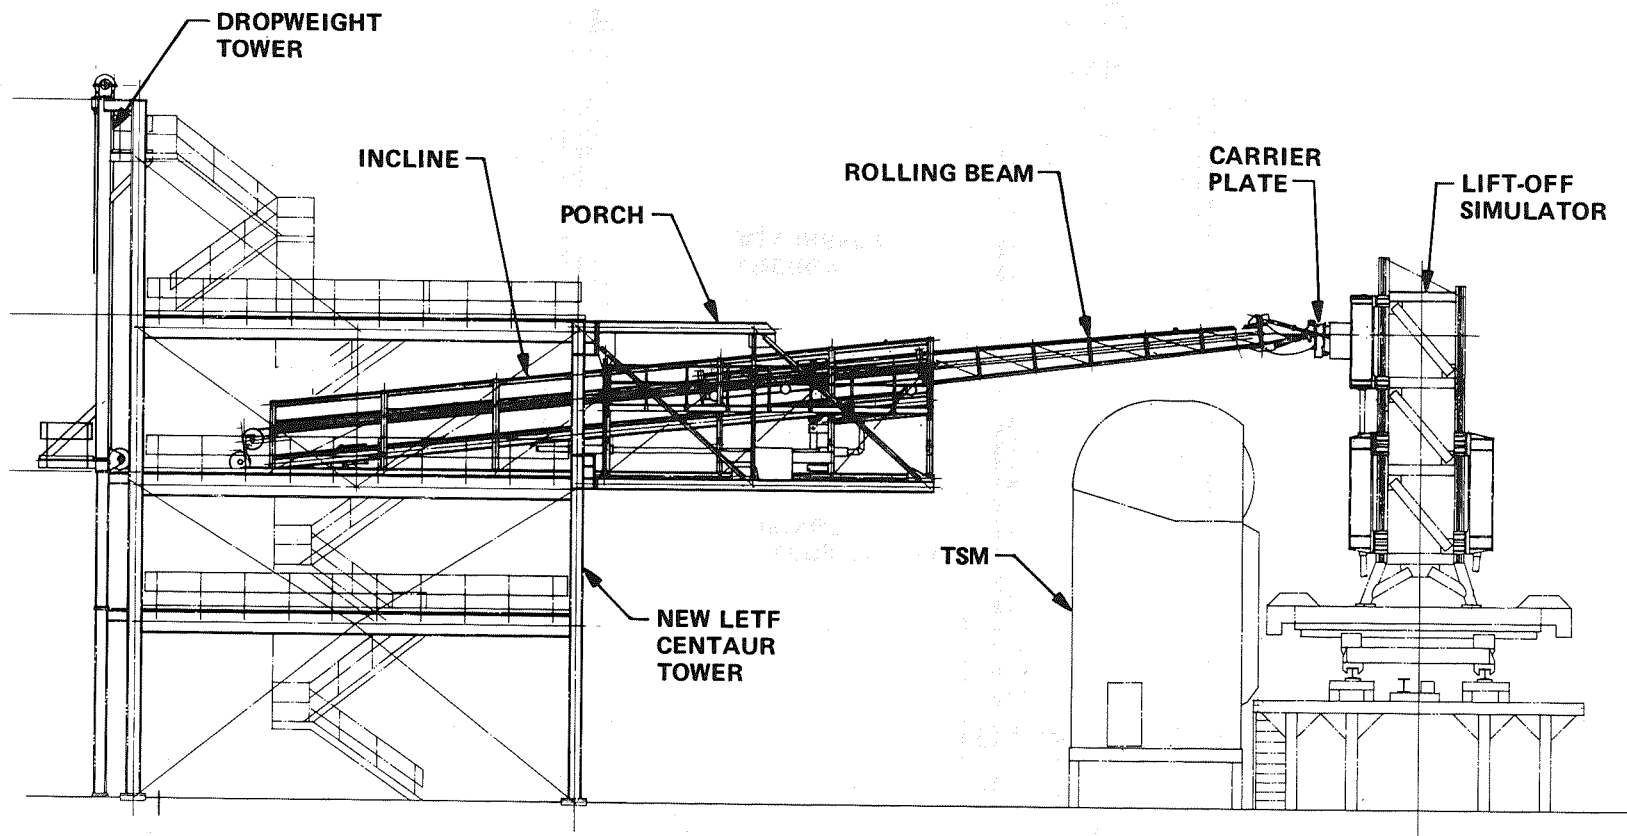 DROPWEIGHT
TOWER
INCLINE
PORCH
ROLLING BEAM
CARRIER
PLATE
LIFT-OFF
SIMULATOR
TSM
NEW LETF
CENTAUR
TOWER